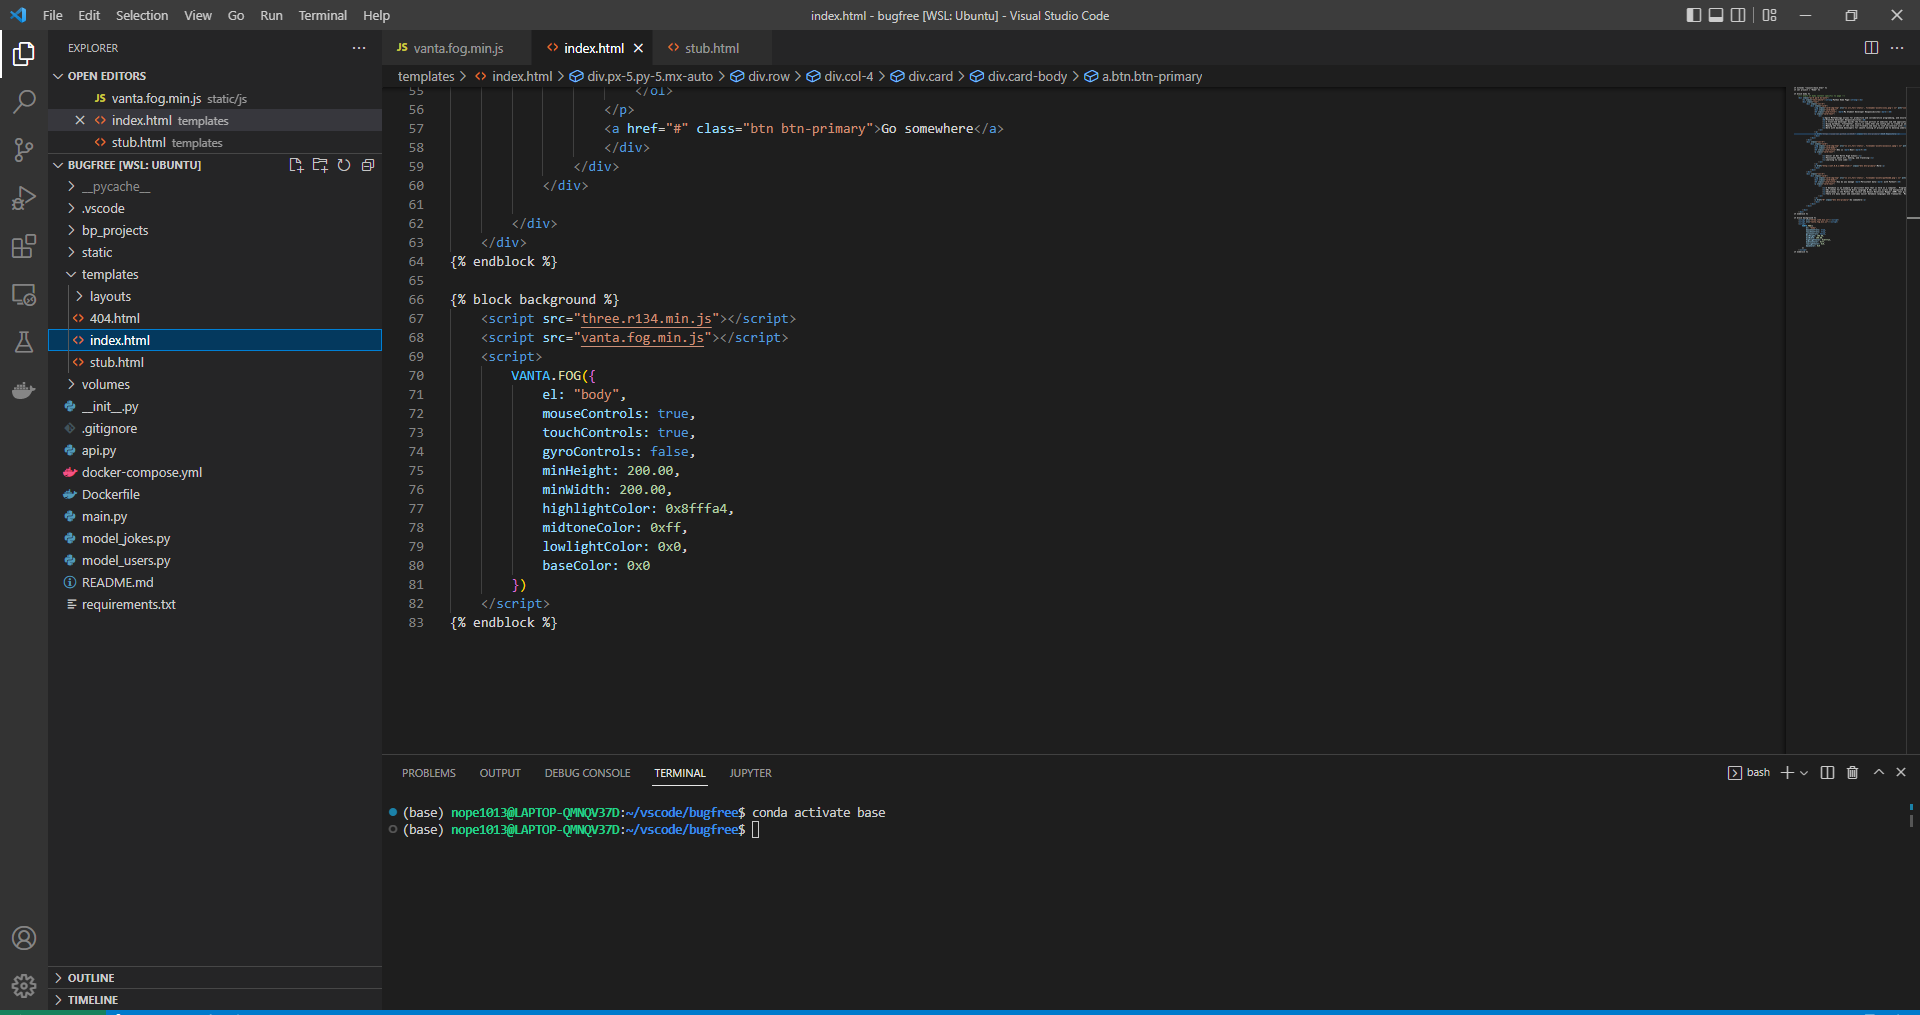 File Edit Selection View Go Run Terminal Help
index.html - bugfree [WSL: Ubuntu] - Visual Studio Code
EXPLORER
OPEN EDITORS
vanta.fog.min.js static/js
index.html templates
stub.html templates
BUGFREE [WSL: UBUNTU]
__pycache__
.vscode
bp_projects
static
templates
layouts
404.html
index.html
stub.html
volumes
__init__.py
.gitignore
api.py
docker-compose.yml
Dockerfile
main.py
model_jokes.py
model_users.py
README.md
requirements.txt
OUTLINE
TIMELINE
JS vanta.fog.min.js index.html stub.html
templates > index.html > div.px-5.py-5.mx-auto > div.row > div.col-4 > div.card > div.card-body > a.btn.btn-primary
55 </ol>
56 </p>
57 <a href="#" class="btn btn-primary">Go somewhere</a>
58 </div>
59 </div>
60 </div>
61
62 </div>
63 </div>
64 {% endblock %}
65
66 {% block background %}
67 <script src="three.r134.min.js"></script>
68 <script src="vanta.fog.min.js"></script>
69 <script>
70 VANTA.FOG({
71 el: "body",
72 mouseControls: true,
73 touchControls: true,
74 gyroControls: false,
75 minHeight: 200.00,
76 minWidth: 200.00,
77 highlightColor: 0x8fffa4,
78 midtoneColor: 0xff,
79 lowlightColor: 0x0,
80 baseColor: 0x0
81 })
82 </script>
83 {% endblock %}
PROBLEMS OUTPUT DEBUG CONSOLE TERMINAL JUPYTER
bash
(base) nope1013@LAPTOP-QMNQV37D:~/vscode/bugfree$ conda activate base
(base) nope1013@LAPTOP-QMNQV37D:~/vscode/bugfree$